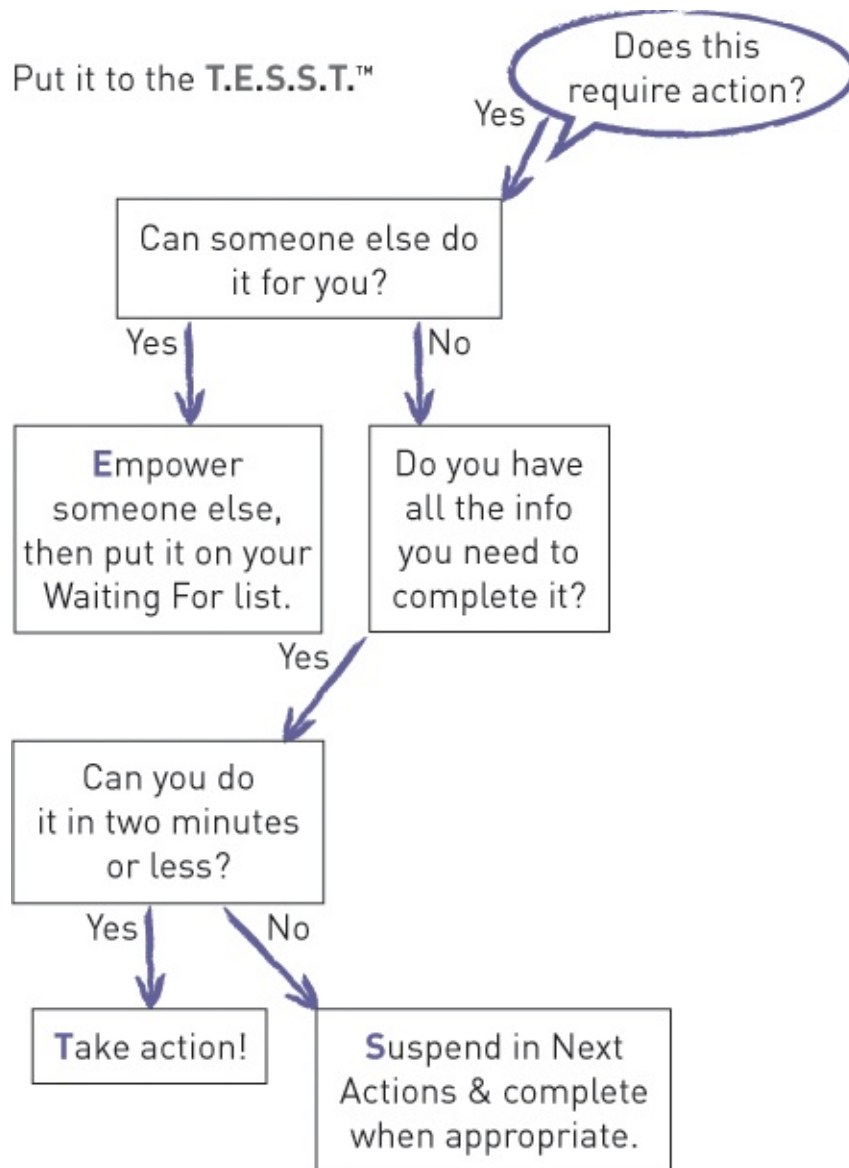 Put it to the T.E.S.S.T.™
Does this
require action?
Yes
Can someone else do
it for you?
Yes
No
Empower
someone else,
then put it on your
Waiting For list.
Do you have
all the info
you need to
complete it?
Yes
Can you do
it in two minutes
or less?
Yes
No
Take action!
Suspend in Next
Actions & complete
when appropriate.